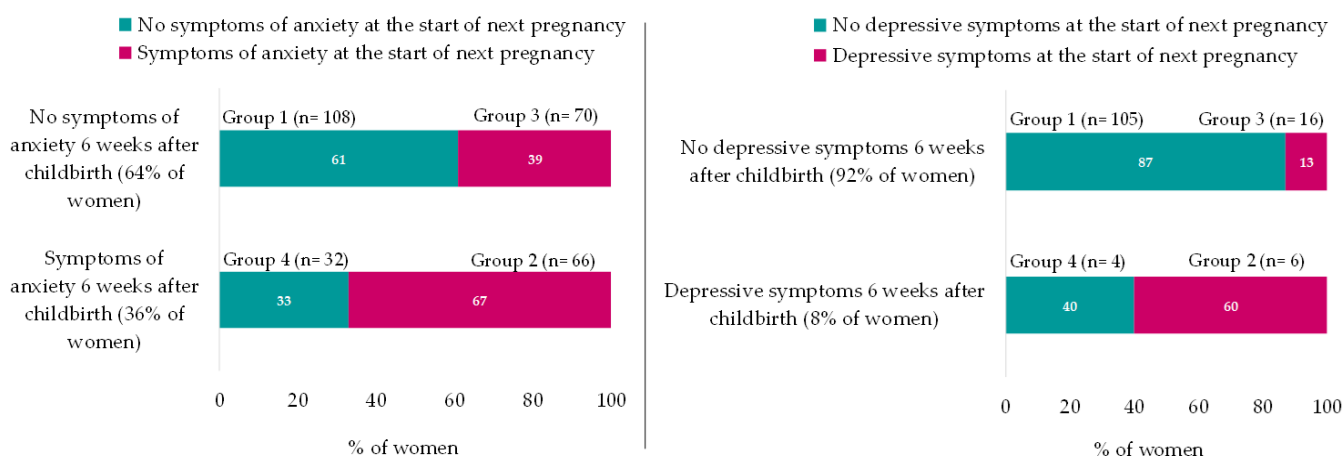 No symptoms of anxiety at the start of next pregnancy
Symptoms of anxiety at the start of next pregnancy
No symptoms of
anxiety 6 weeks after
childbirth (64% of
women)
Group 1 (n= 108)
Group 3 (n= 70)
61
39
Symptoms of
anxiety 6 weeks after
childbirth (36% of
women)
Group 4 (n= 32)
Group 2 (n= 66)
33
67
0 20 40 60 80 100
% of women
No depressive symptoms at the start of next pregnancy
Depressive symptoms at the start of next pregnancy
No depressive symptoms 6 weeks
after childbirth (92% of women)
Group 1 (n= 105)
Group 3 (n= 16)
87
13
Depressive symptoms 6 weeks after
childbirth (8% of women)
Group 4 (n= 4)
Group 2 (n= 6)
40
60
0 20 40 60 80 100
% of women